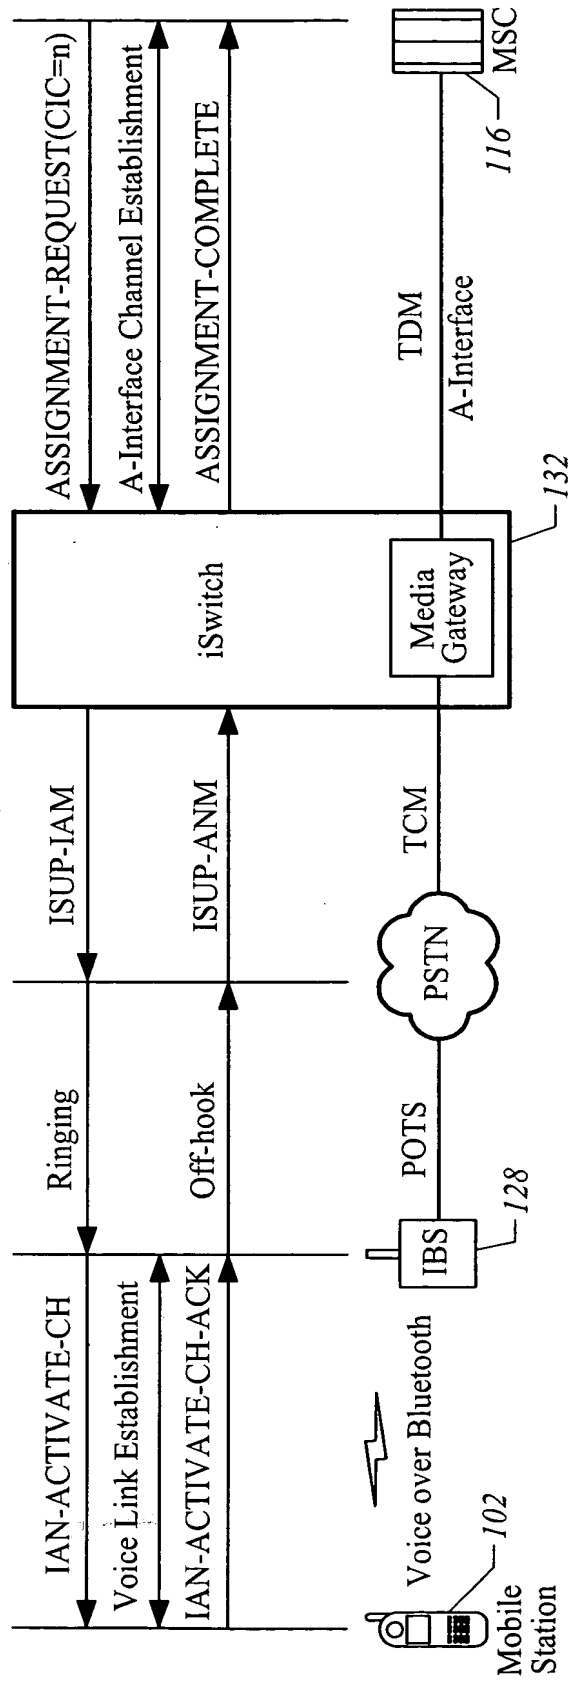 IAN-ACTIVATE-CH
Ringing
ISUP-IAM
ASSIGNMENT-REQUEST(CIC=n)
Voice Link Establishment
A-Interface Channel Establishment
IAN-ACTIVATE-CH-ACK
Off-hook
ISUP-ANM
iSwitch
ASSIGNMENT-COMPLETE
Voice over Bluetooth
IBS
POTS
PSTN
TCM
Media
Gateway
TDM
A-Interface
MSC
102
128
132
116
Mobile
Station